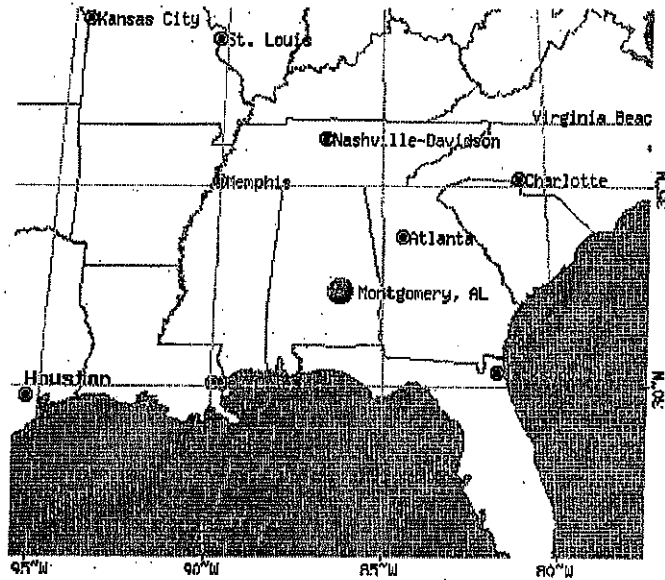 Kansas City
St. Louis
Virginia Beac
Nashville-Davidson
Memphis
Charlotte
35°N
Atlanta
Montgomery, AL
Houston
30°N
95°W
90°W
85°W
80°W